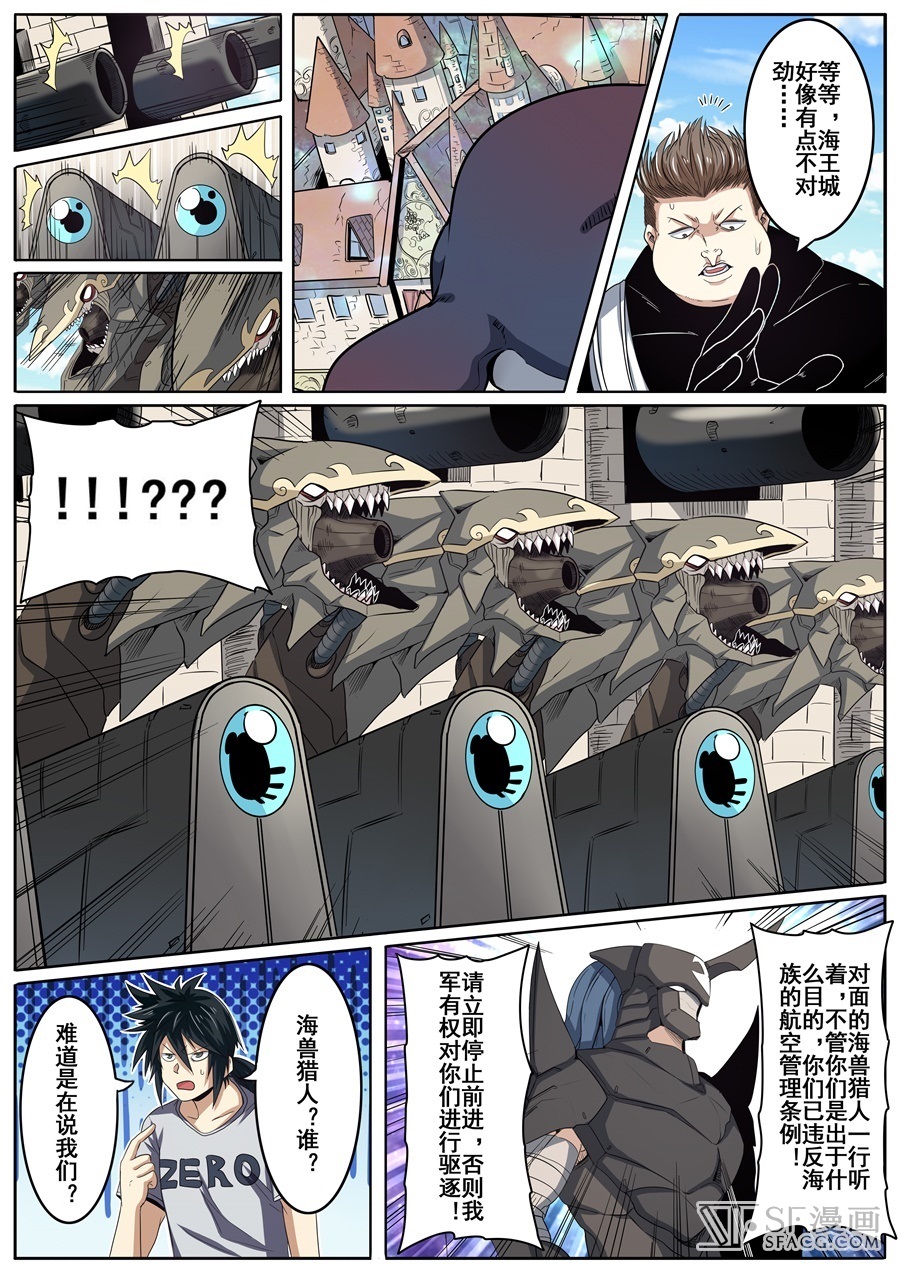 等等，海王城
好像有点不对
劲……
!!!???
对面的海兽猎人一行听
着，不管你们是出于什
么目的，你们已违反海
族的航空管理条例！
请立即停止前进，否则我
军有权对你们进行驱逐！
海兽猎人？谁？
难道是在说我们？
ZERO
SF漫画
SFACG.COM